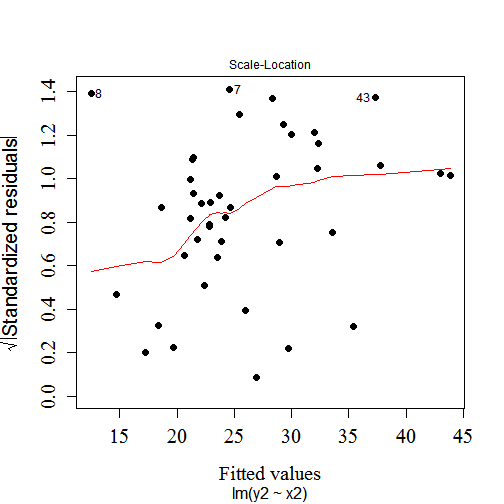 Scale-Location
√|Standardized residuals|
1.4
1.2
1.0
0.8
0.6
0.4
0.2
0.0
8
7
43
15 20 25 30 35 40 45
Fitted values
lm(y2 ~ x2)